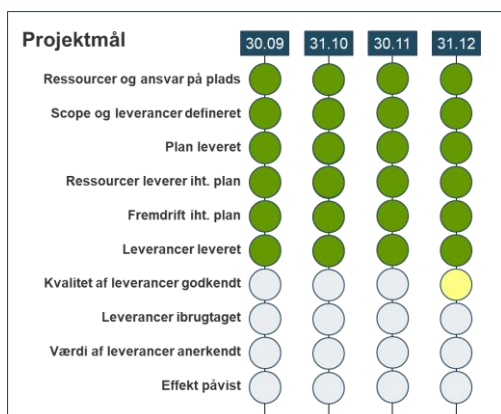 Projektmål
30.09 31.10 30.11 31.12
Ressourcer og ansvar på plads
Scope og leverancer defineret
Plan leveret
Ressourcer leverer iht. plan
Fremdrift iht. plan
Leverancer leveret
Kvalitet af leverancer godkendt
Leverancer ibrugtaget
Værdi af leverancer anerkendt
Effekt påvist